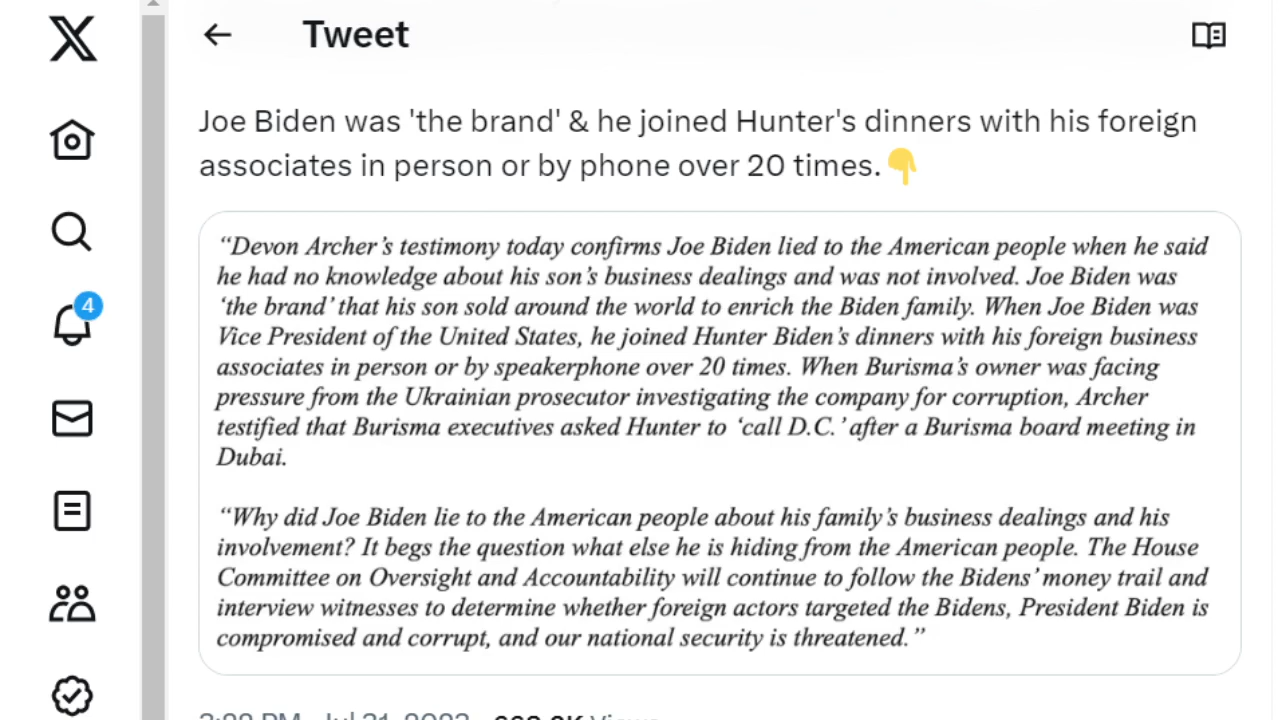 Tweet
Joe Biden was 'the brand' & he joined Hunter's dinners with his foreign
associates in person or by phone over 20 times.👇
“Devon Archer’s testimony today confirms Joe Biden lied to the American people when he said
he had no knowledge about his son’s business dealings and was not involved. Joe Biden was
‘the brand’ that his son sold around the world to enrich the Biden family. When Joe Biden was
Vice President of the United States, he joined Hunter Biden’s dinners with his foreign business
associates in person or by speakerphone over 20 times. When Burisma’s owner was facing
pressure from the Ukrainian prosecutor investigating the company for corruption, Archer
testified that Burisma executives asked Hunter to ‘call D.C.’ after a Burisma board meeting in
Dubai.
“Why did Joe Biden lie to the American people about his family’s business dealings and his
involvement? It begs the question what else he is hiding from the American people. The House
Committee on Oversight and Accountability will continue to follow the Bidens’ money trail and
interview witnesses to determine whether foreign actors targeted the Bidens, President Biden is
compromised and corrupt, and our national security is threatened.”
4
PM · Jul 31, 2023 Views